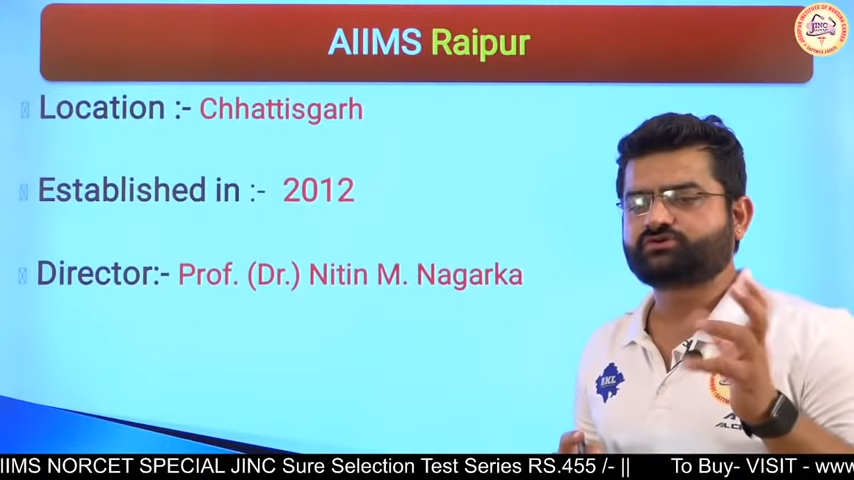 AIIMS Raipur
Location :- Chhattisgarh
Established in :- 2012
Director:- Prof. (Dr.) Nitin M. Nagarka
JINC
IIMS NORCET SPECIAL JINC Sure Selection Test Series RS.455 /- || To Buy- VISIT - www